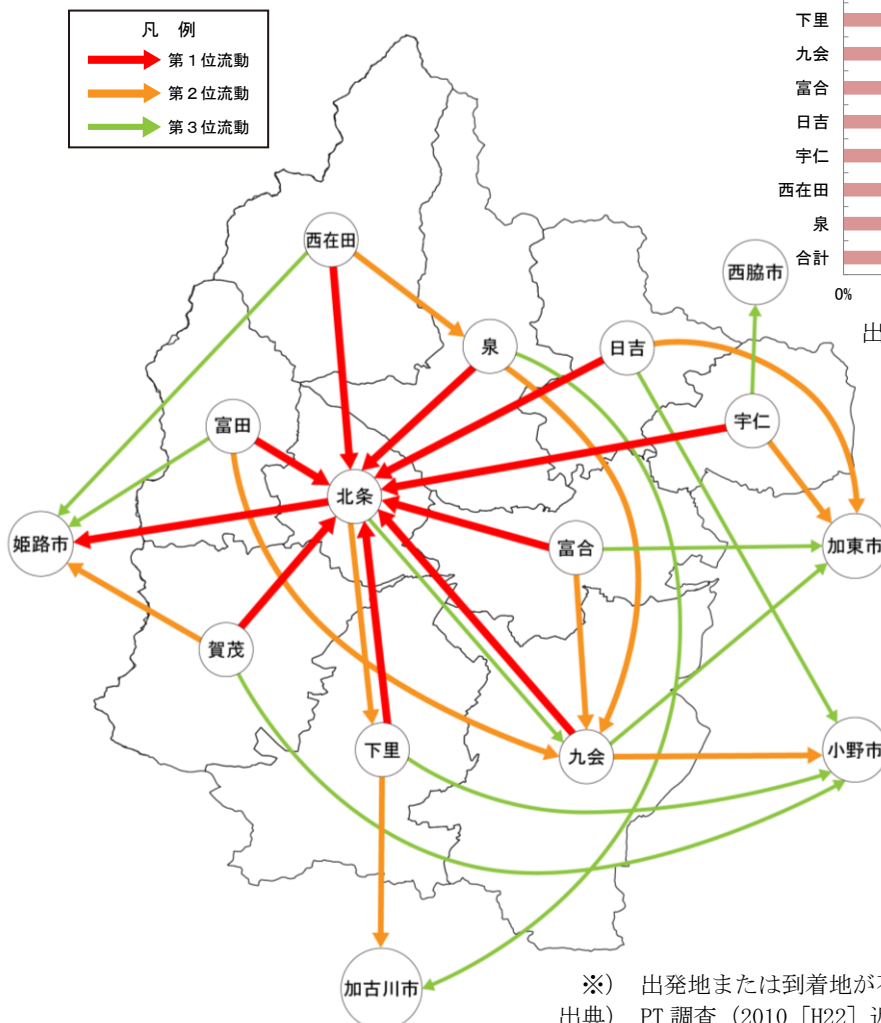 凡 例
第1位流動
第2位流動
第3位流動
下里
九会
富合
日吉
宇仁
西在田
泉
合計
0%
出
西在田
西脇市
泉
日吉
富田
宇仁
北条
姫路市
富合
加東市
賀茂
下里
九会
小野市
加古川市
※) 出発地または到着地が
出典) PT調査(2010[H22]近